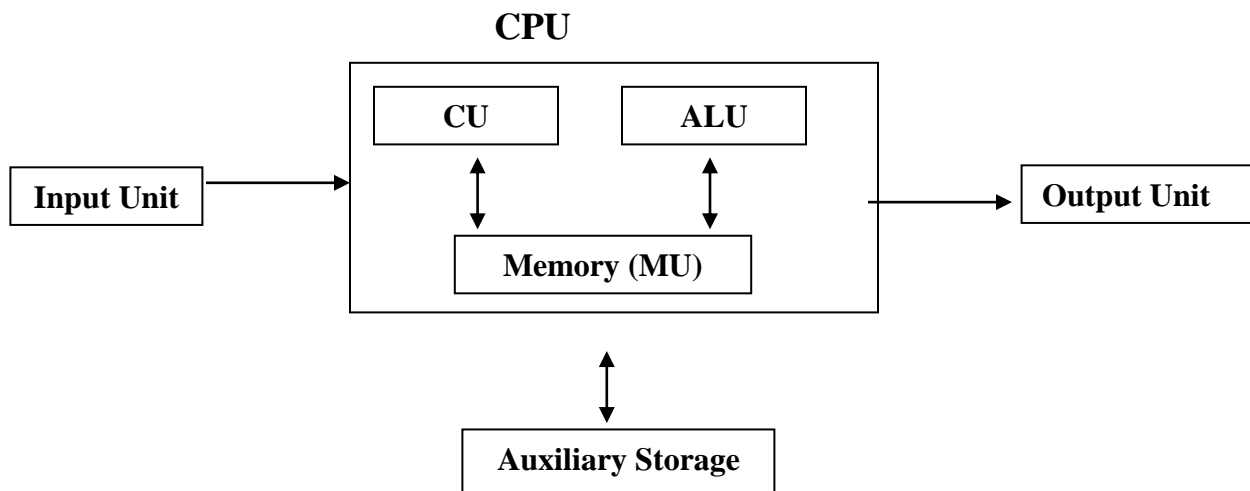 CPU
CU
ALU
Input Unit
Output Unit
Memory (MU)
Auxiliary Storage